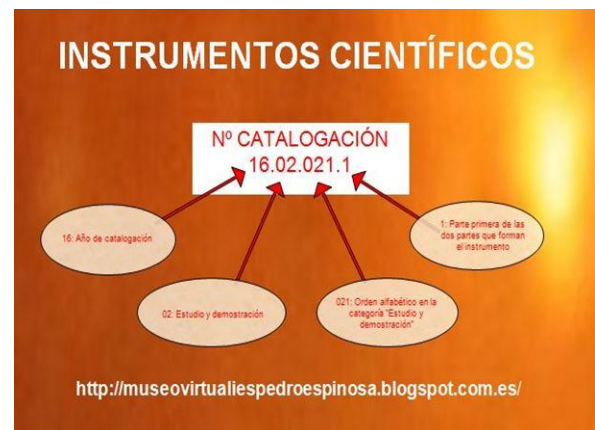 INSTRUMENTOS CIENTÍFICOS
Nº CATALOGACIÓN
16.02.021.1
16: Año de catalogación
1: Parte primera de las
dos partes que forman
el instrumento
02: Estudio y demostración
021: Orden alfabético en la
categoría "Estudio y
demostración"
http://museovirtualiespedroespinosa.blogspot.com.es/